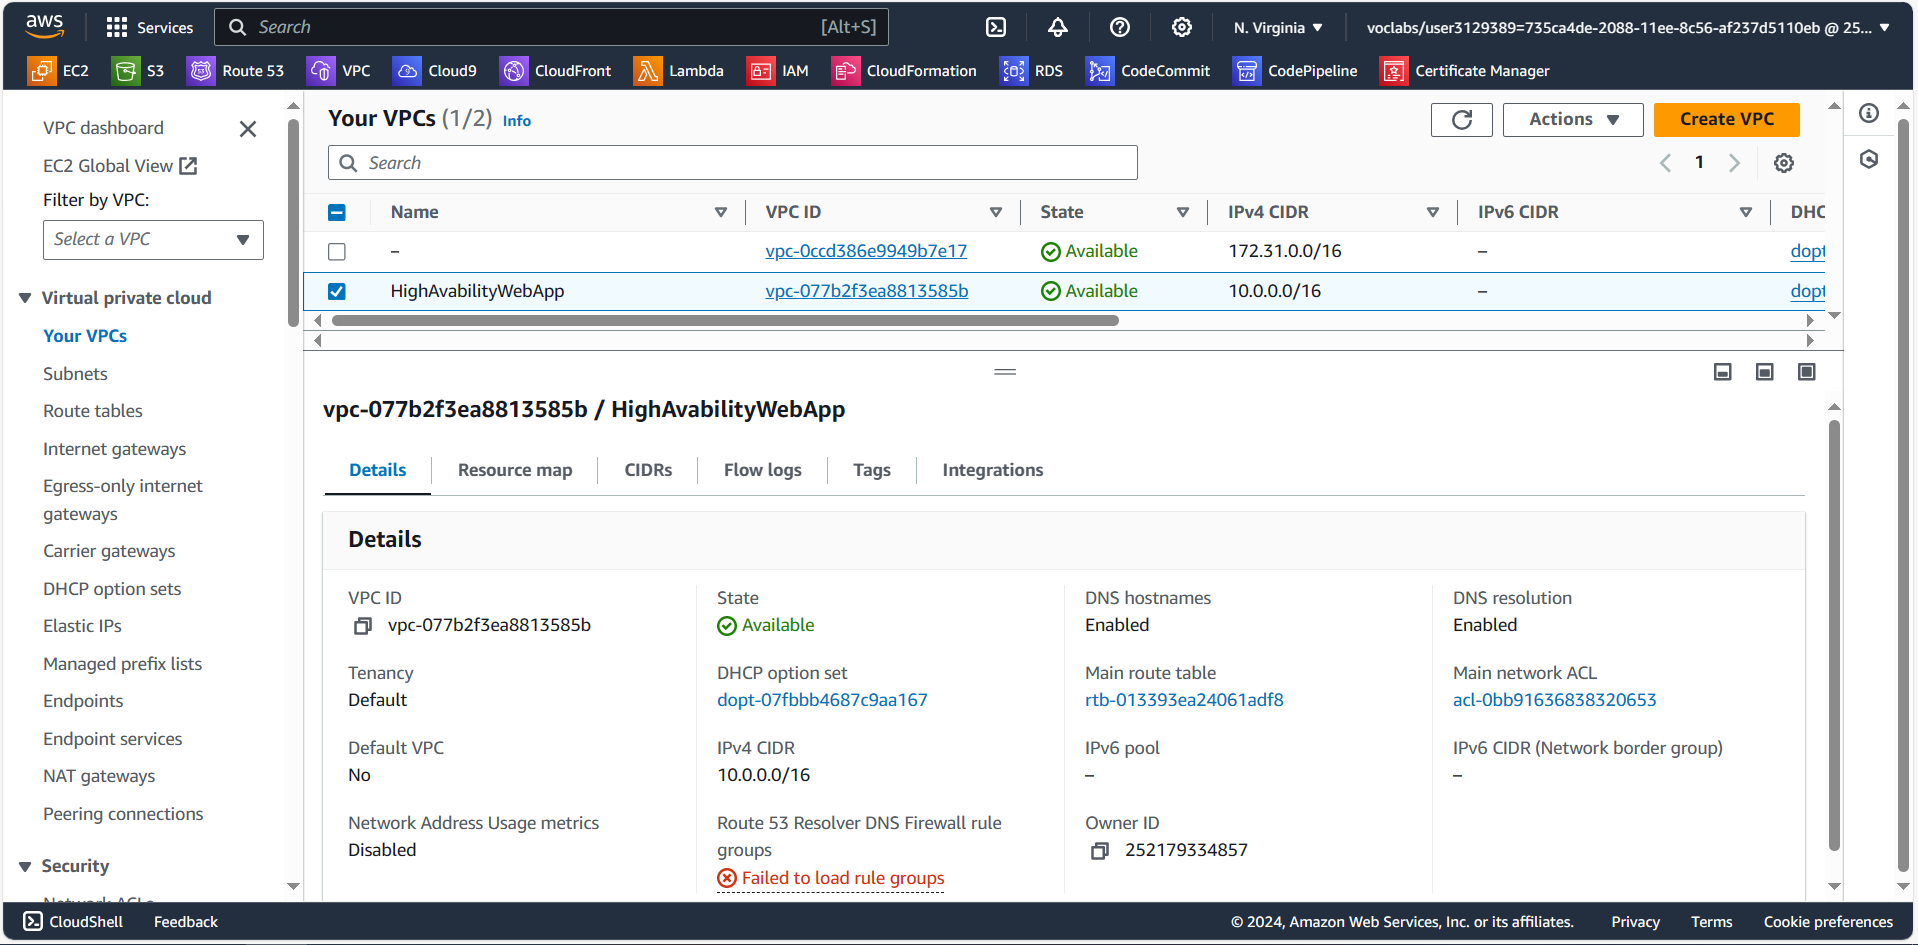 aws
Services
Search
[Alt+S]
N. Virginia
voclabs/user3129389=735ca4de-2088-11ee-8c56-af237d5110eb @ 25...
EC2
S3
Route 53
VPC
Cloud9
CloudFront
Lambda
IAM
CloudFormation
RDS
CodeCommit
CodePipeline
Certificate Manager
VPC dashboard
EC2 Global View
Filter by VPC:
Select a VPC
Virtual private cloud
Your VPCs
Subnets
Route tables
Internet gateways
Egress-only internet
gateways
Carrier gateways
DHCP option sets
Elastic IPs
Managed prefix lists
Endpoints
Endpoint services
NAT gateways
Peering connections
Security
Network ACLs
Your VPCs (1/2) Info
Actions
Create VPC
Search
1
Name
VPC ID
State
IPv4 CIDR
IPv6 CIDR
DHC
–
vpc-0ccd386e9949b7e17
Available
172.31.0.0/16
–
dopt
HighAvabilityWebApp
vpc-077b2f3ea8813585b
Available
10.0.0.0/16
–
dopt
vpc-077b2f3ea8813585b / HighAvabilityWebApp
Details
Resource map
CIDRs
Flow logs
Tags
Integrations
Details
VPC ID
vpc-077b2f3ea8813585b
State
Available
DNS hostnames
Enabled
DNS resolution
Enabled
Tenancy
Default
DHCP option set
dopt-07fbbb4687c9aa167
Main route table
rtb-013393ea24061adf8
Main network ACL
acl-0bb91636838320653
Default VPC
No
IPv4 CIDR
10.0.0.0/16
IPv6 pool
–
IPv6 CIDR (Network border group)
–
Network Address Usage metrics
Disabled
Route 53 Resolver DNS Firewall rule
groups
Failed to load rule groups
Owner ID
252179334857
CloudShell
Feedback
© 2024, Amazon Web Services, Inc. or its affiliates.
Privacy
Terms
Cookie preferences